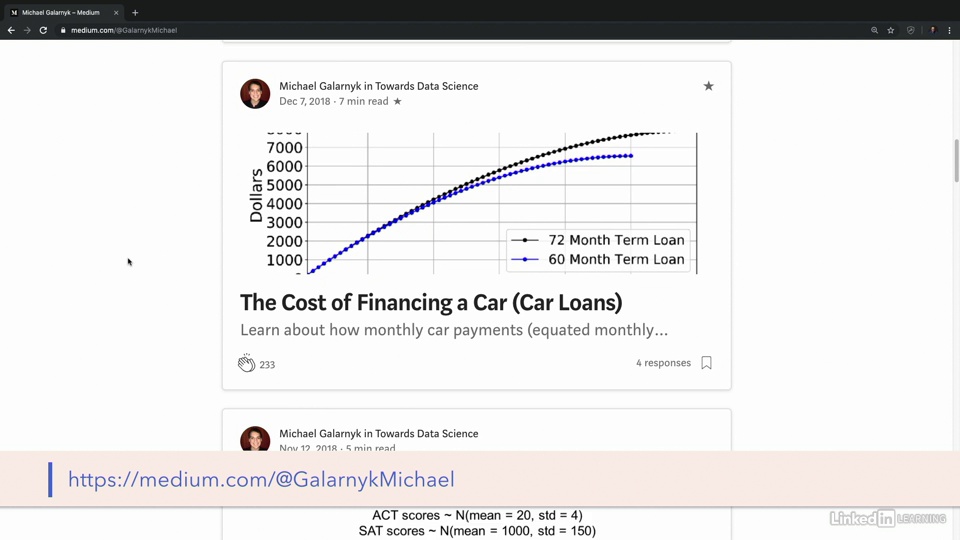 Michael Galarnyk – Medium
medium.com/@GalarnykMichael
Michael Galarnyk in Towards Data Science
Dec 7, 2018 · 7 min read ★
7000
6000
5000
4000
3000
2000
1000
Dollars
72 Month Term Loan
60 Month Term Loan
The Cost of Financing a Car (Car Loans)
Learn about how monthly car payments (equated monthly...
233
4 responses
Michael Galarnyk in Towards Data Science
Nov 12, 2018 · 5 min read
https://medium.com/@GalarnykMichael
ACT scores ~ N(mean = 20, std = 4)
SAT scores ~ N(mean = 1000, std = 150)
LinkedIn LEARNING